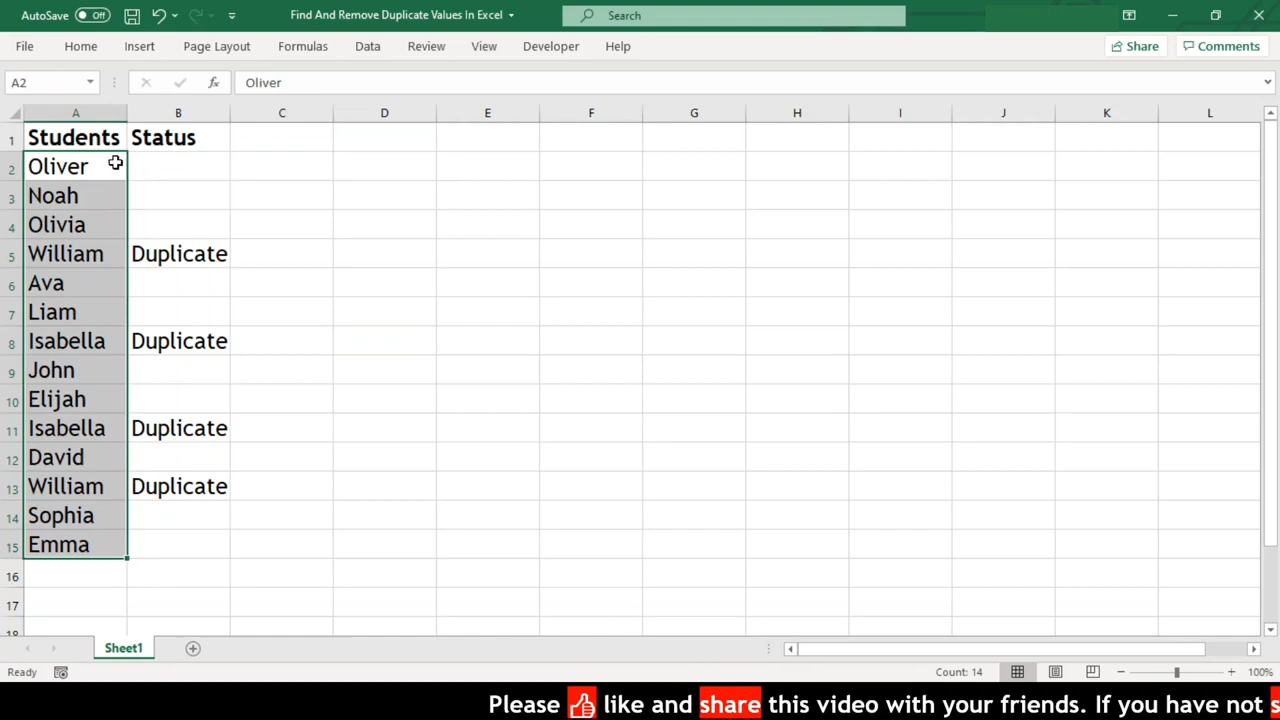 AutoSave Off Find And Remove Duplicate Values In Excel Search
File Home Insert Page Layout Formulas Data Review View Developer Help Share Comments
A2 fx Oliver
A B C D E F G H I J K L
1 Students Status
2 Oliver
3 Noah
4 Olivia
5 William Duplicate
6 Ava
7 Liam
8 Isabella Duplicate
9 John
10 Elijah
11 Isabella Duplicate
12 David
13 William Duplicate
14 Sophia
15 Emma
16
17
18
Sheet1
Ready Count: 14 100%
Please like and share this video with your friends. If you have not s